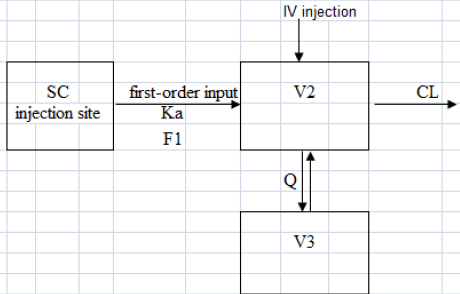 IV injection
SC
injection site
first-order input
Ka
F1
V2
CL
Q
V3